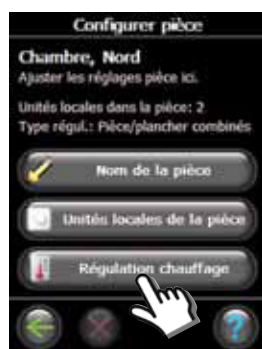 Configurer pièce
Chambre, Nord
Ajuster les réglages pièce ici.
Unités locales dans la pièce: 2
Type régul.: Pièce/plancher combinés
Nom de la pièce
Unités locales de la pièce
Régulation chauffage
?